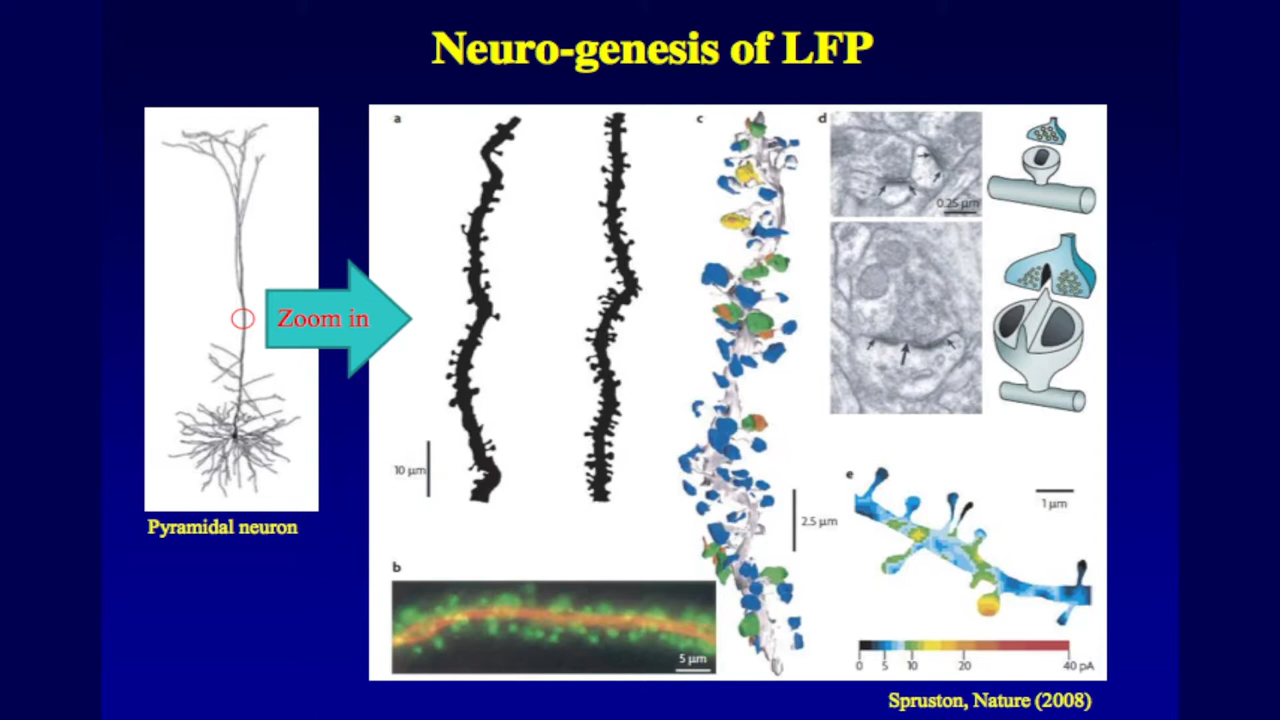 Neuro-genesis of LFP
Zoom in
Pyramidal neuron
a
10 μm
b
5 μm
c
2.5 μm
d
0.25 μm
e
1 μm
0 5 10 20 40 pA
Spruston, Nature (2008)